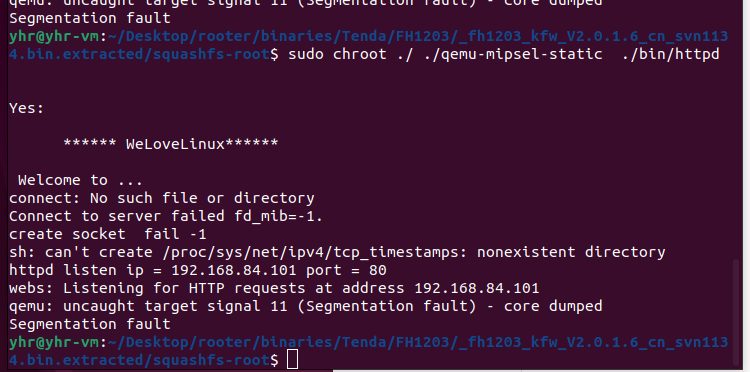 qemu: uncaught target signal 11 (Segmentation fault) - core dumped
Segmentation fault
yhr@yhr-vm:~/Desktop/rooter/binaries/Tenda/FH1203/_fh1203_kfw_V2.0.1.6_cn_svn113
4.bin.extracted/squashfs-root$ sudo chroot ./ ./qemu-mipsel-static  ./bin/httpd
Yes:
****** WeLoveLinux******
Welcome to ...
connect: No such file or directory
Connect to server failed fd_mib=-1.
create socket  fail -1
sh: can't create /proc/sys/net/ipv4/tcp_timestamps: nonexistent directory
httpd listen ip = 192.168.84.101 port = 80
webs: Listening for HTTP requests at address 192.168.84.101
qemu: uncaught target signal 11 (Segmentation fault) - core dumped
Segmentation fault
yhr@yhr-vm:~/Desktop/rooter/binaries/Tenda/FH1203/_fh1203_kfw_V2.0.1.6_cn_svn113
4.bin.extracted/squashfs-root$